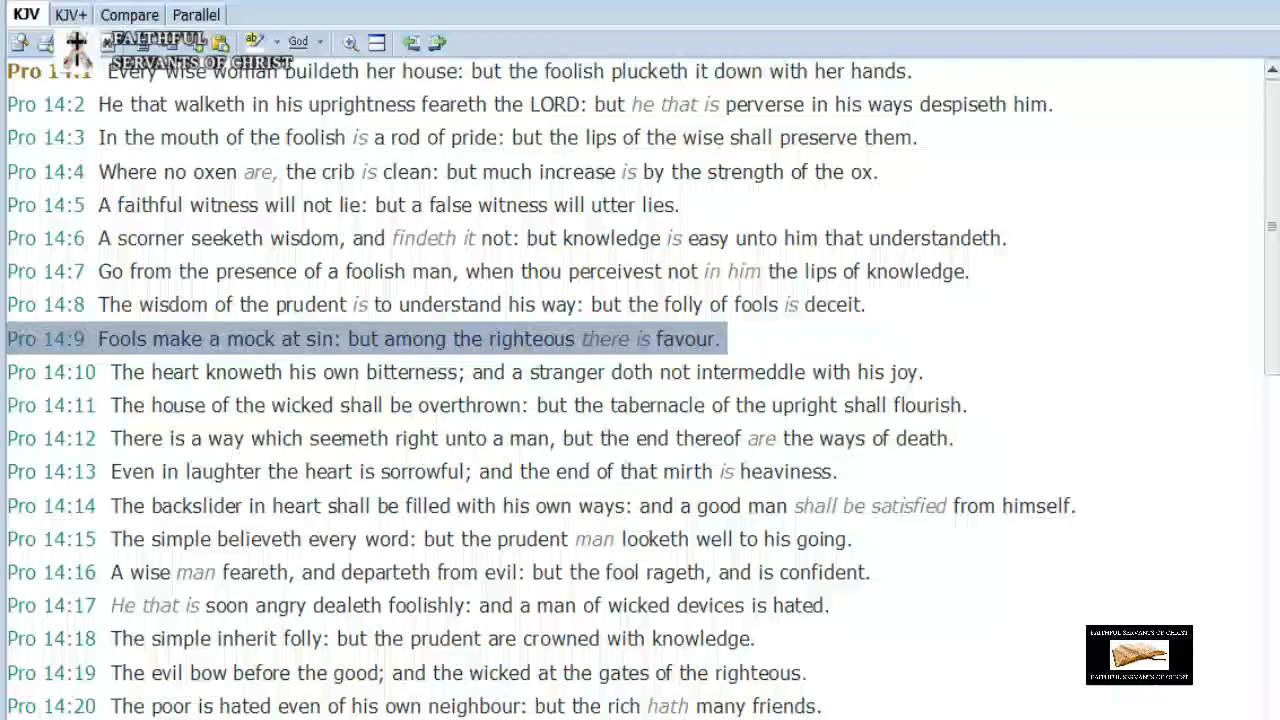 KJV KJV+ Compare Parallel
FAITHFUL
SERVANTS OF CHRIST
God
Pro 14:1 Every wise woman buildeth her house: but the foolish plucketh it down with her hands.
Pro 14:2 He that walketh in his uprightness feareth the LORD: but he that is perverse in his ways despiseth him.
Pro 14:3 In the mouth of the foolish is a rod of pride: but the lips of the wise shall preserve them.
Pro 14:4 Where no oxen are, the crib is clean: but much increase is by the strength of the ox.
Pro 14:5 A faithful witness will not lie: but a false witness will utter lies.
Pro 14:6 A scorner seeketh wisdom, and findeth it not: but knowledge is easy unto him that understandeth.
Pro 14:7 Go from the presence of a foolish man, when thou perceivest not in him the lips of knowledge.
Pro 14:8 The wisdom of the prudent is to understand his way: but the folly of fools is deceit.
Pro 14:9 Fools make a mock at sin: but among the righteous there is favour.
Pro 14:10 The heart knoweth his own bitterness; and a stranger doth not intermeddle with his joy.
Pro 14:11 The house of the wicked shall be overthrown: but the tabernacle of the upright shall flourish.
Pro 14:12 There is a way which seemeth right unto a man, but the end thereof are the ways of death.
Pro 14:13 Even in laughter the heart is sorrowful; and the end of that mirth is heaviness.
Pro 14:14 The backslider in heart shall be filled with his own ways: and a good man shall be satisfied from himself.
Pro 14:15 The simple believeth every word: but the prudent man looketh well to his going.
Pro 14:16 A wise man feareth, and departeth from evil: but the fool rageth, and is confident.
Pro 14:17 He that is soon angry dealeth foolishly: and a man of wicked devices is hated.
Pro 14:18 The simple inherit folly: but the prudent are crowned with knowledge.
Pro 14:19 The evil bow before the good; and the wicked at the gates of the righteous.
Pro 14:20 The poor is hated even of his own neighbour: but the rich hath many friends.
FAITHFUL SERVANTS OF CHRIST
FAITHFUL SERVANTS OF CHRIST